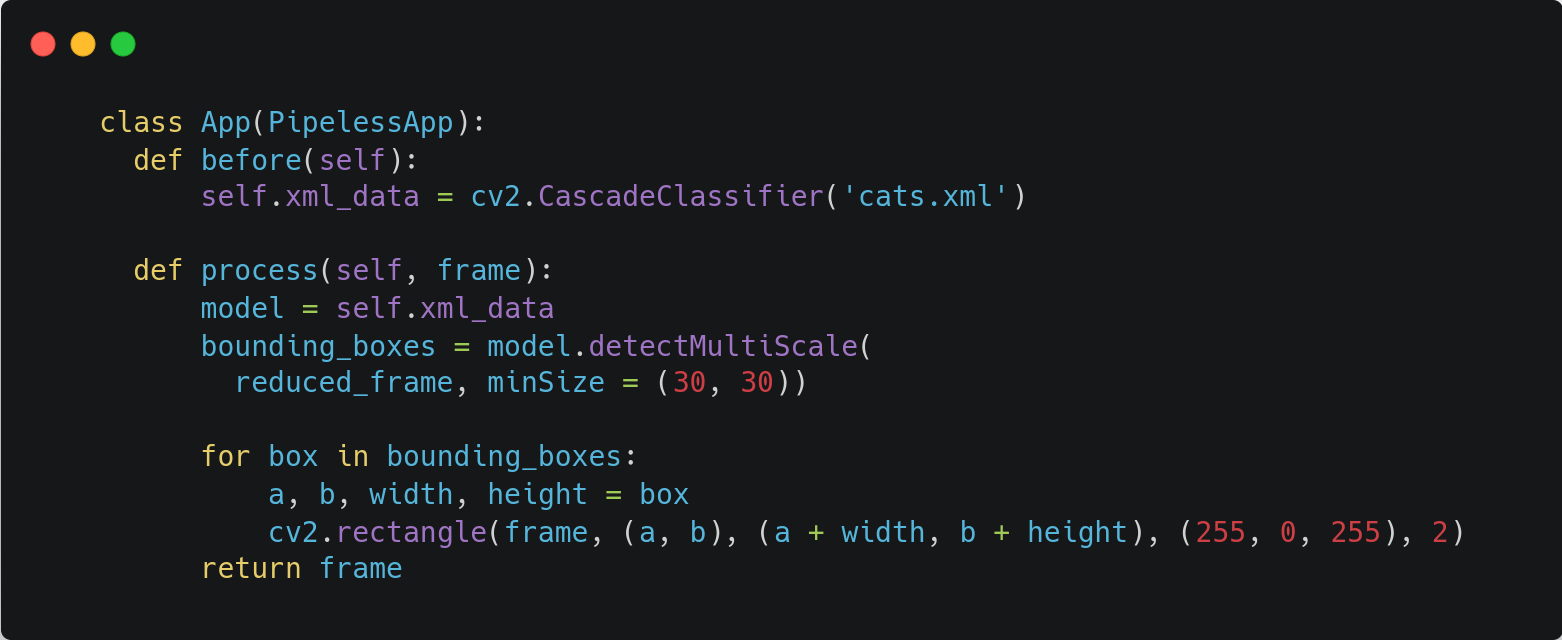 class App(PipelessApp):
  def before(self):
      self.xml_data = cv2.CascadeClassifier('cats.xml')

  def process(self, frame):
      model = self.xml_data
      bounding_boxes = model.detectMultiScale(
        reduced_frame, minSize = (30, 30))

      for box in bounding_boxes:
          a, b, width, height = box
          cv2.rectangle(frame, (a, b), (a + width, b + height), (255, 0, 255), 2)
      return frame